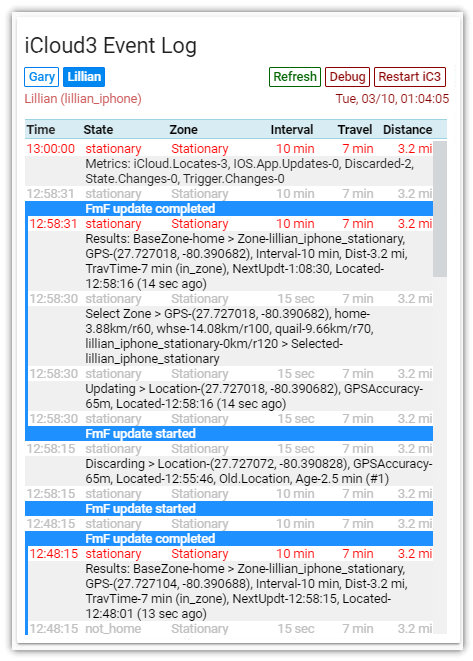 iCloud3 Event Log
Gary Lillian Refresh Debug Restart iC3
Lillian (lillian_iphone) Tue, 03/10, 01:04:05
Time State Zone Interval Travel Distance
13:00:00 stationary Stationary 10 min 7 min 3.2 mi
Metrics: iCloud.Locates-3, IOS.App.Updates-0, Discarded-2,
State.Changes-0, Trigger.Changes-0
12:58:31 stationary Stationary 10 min 7 min 3.2 mi
FmF update completed
12:58:31 stationary Stationary 10 min 7 min 3.2 mi
Results: BaseZone-home > Zone-lillian_iphone_stationary,
GPS-(27.727018, -80.390682), Interval-10 min, Dist-3.2 mi,
TravTime-7 min (in_zone), NextUpdt-1:08:30, Located-
12:58:16 (14 sec ago)
12:58:30 stationary Stationary 15 sec 7 min 3.2 mi
Select Zone > GPS-(27.727018, -80.390682), home-
3.88km/r60, whse-14.08km/r100, quail-9.66km/r70,
lillian_iphone_stationary-0km/r120 > Selected-
lillian_iphone_stationary
12:58:30 stationary Stationary 15 sec 7 min 3.2 mi
Updating > Location-(27.727018, -80.390682), GPSAccuracy-
65m, Located-12:58:16 (14 sec ago)
12:58:30 stationary Stationary 15 sec 7 min 3.2 mi
FmF update started
12:58:15 stationary Stationary 15 sec 7 min 3.2 mi
Discarding > Location-(27.727072, -80.390828), GPSAccuracy-
65m, Located-12:55:46, Old.Location, Age-2.5 min (#1)
12:58:15 stationary Stationary 10 min 7 min 3.2 mi
FmF update started
12:48:15 stationary Stationary 10 min 7 min 3.2 mi
FmF update completed
12:48:15 stationary Stationary 10 min 7 min 3.2 mi
Results: BaseZone-home > Zone-lillian_iphone_stationary,
GPS-(27.727104, -80.390688), Interval-10 min, Dist-3.2 mi,
TravTime-7 min (in_zone), NextUpdt-12:58:15, Located-
12:48:01 (13 sec ago)
12:48:15 not_home Stationary 15 sec 7 min 3.2 mi